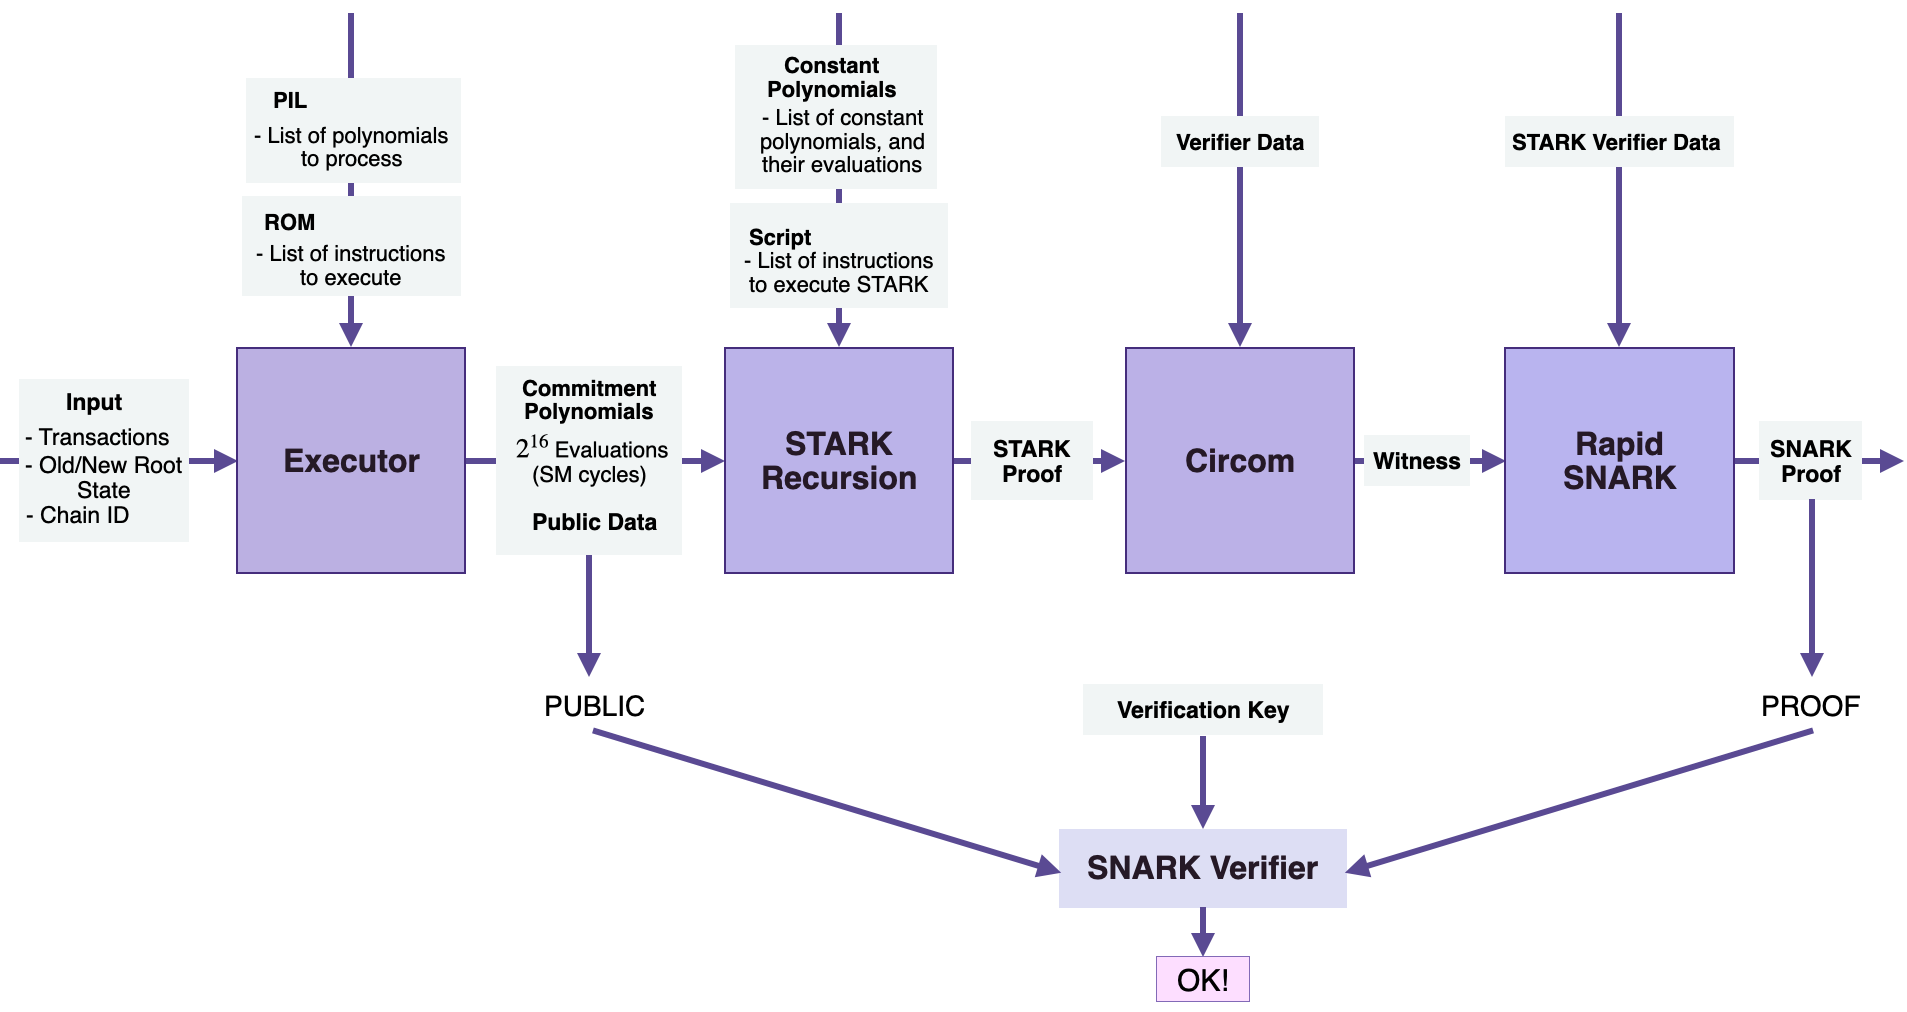 PIL
- List of polynomials
to process
ROM
- List of instructions
to execute
Constant
Polynomials
- List of constant
polynomials, and
their evaluations
Script
- List of instructions
to execute STARK
Verifier Data
STARK Verifier Data
Input
- Transactions
- Old/New Root
State
- Chain ID
Executor
Commitment
Polynomials
2^16 Evaluations
(SM cycles)
Public Data
STARK
Recursion
STARK
Proof
Circom
Witness
Rapid
SNARK
SNARK
Proof
PUBLIC
Verification Key
PROOF
SNARK Verifier
OK!